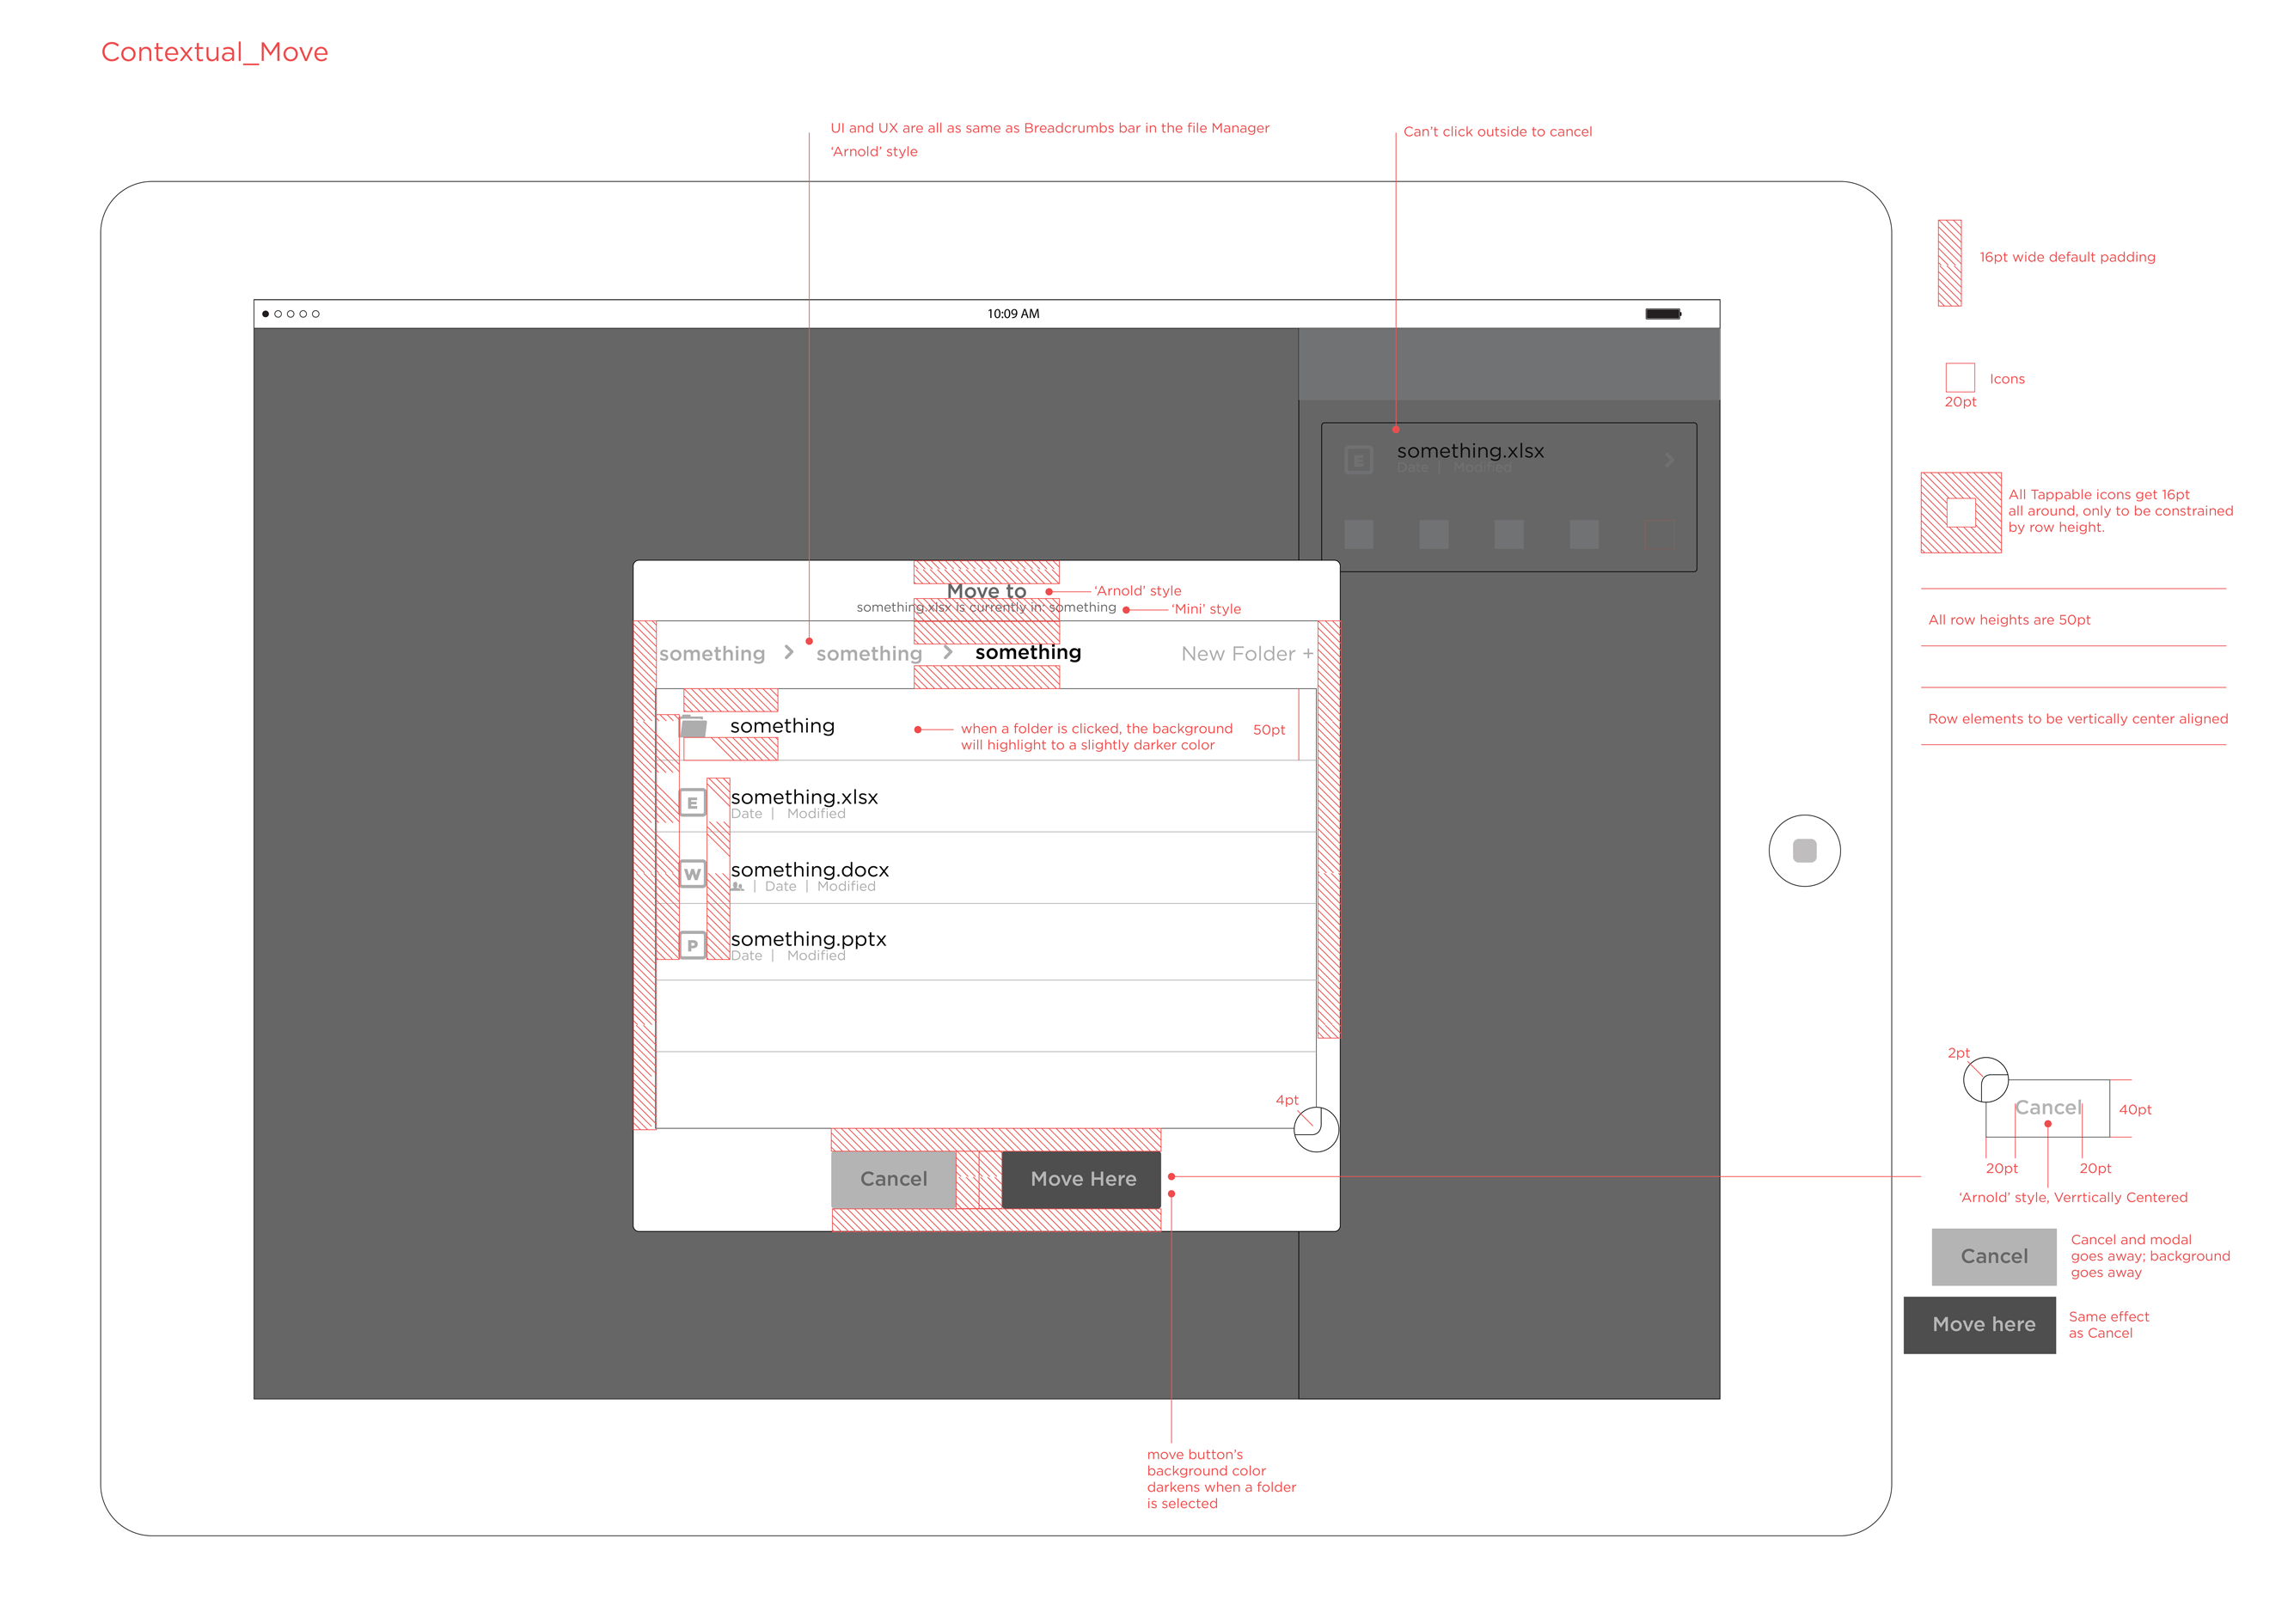 Contextual_Move
UI and UX are all as same as Breadcrumbs bar in the file Manager
‘Arnold’ style
Can’t click outside to cancel
16pt wide default padding
10:09 AM
Icons
20pt
something.xlsx
Date | Modified
E
All Tappable icons get 16pt
all around, only to be constrained
by row height.
Move to
‘Arnold’ style
something.xlsx is currently in: something
‘Mini’ style
All row heights are 50pt
something > something > something
New Folder +
Row elements to be vertically center aligned
something
when a folder is clicked, the background
will highlight to a slightly darker color
50pt
E
something.xlsx
Date | Modified
W
something.docx
| Date | Modified
P
something.pptx
Date | Modified
4pt
Cancel
Move Here
2pt
Cancel
40pt
20pt
20pt
‘Arnold’ style, Verrtically Centered
Cancel
Cancel and modal
goes away; background
goes away
Move here
Same effect
as Cancel
move button’s
background color
darkens when a folder
is selected